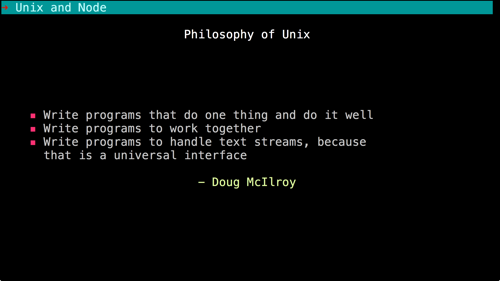 Unix and Node
Philosophy of Unix
Write programs that do one thing and do it well
Write programs to work together
Write programs to handle text streams, because
that is a universal interface
– Doug McIlroy